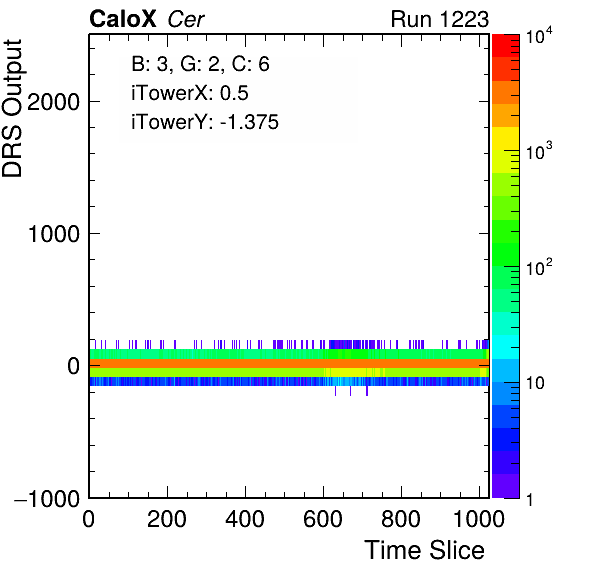 CaloX Cer Run 1223
B: 3, G: 2, C: 6
iTowerX: 0.5
iTowerY: -1.375
DRS Output
2000
1000
0
−1000
0 200 400 600 800 1000
Time Slice
10^4
10^3
10^2
10
1